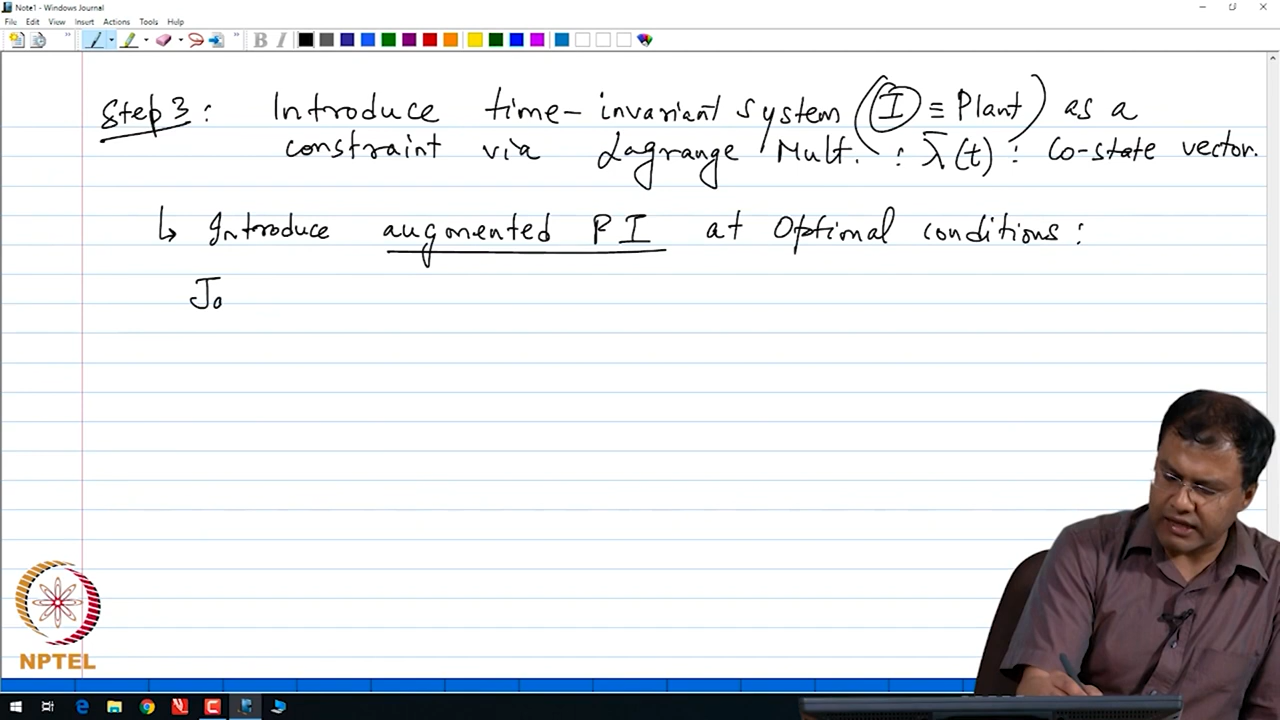 Note1 - Windows Journal
File Edit View Insert Actions Tools Help
B I
Step 3 : Introduce time-invariant system (I ≡ Plant) as a
constraint via Lagrange Mult. : λ̄(t) : Co-state vector.
↳ Introduce augmented PI at Optimal conditions :
Ja
NPTEL